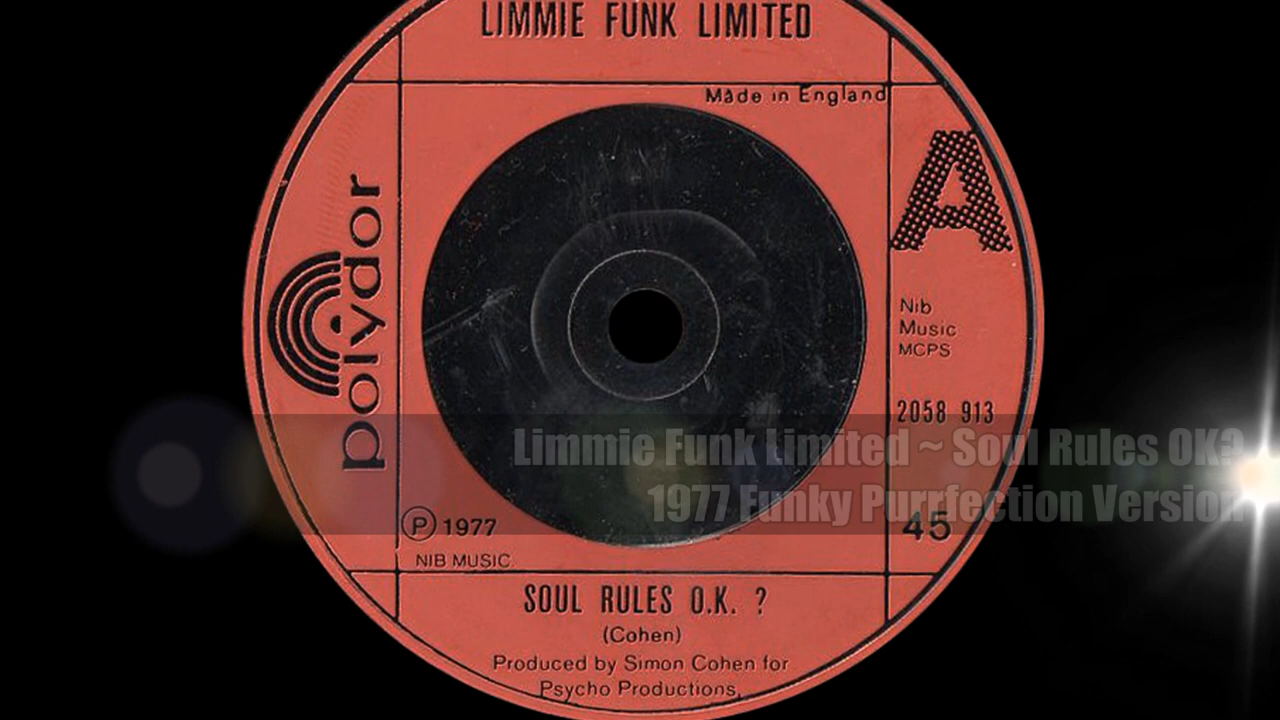 LIMMIE FUNK LIMITED
Made in England
A
polydor
Nib
Music
MCPS
2058 913
Limmie Funk Limited ~ Soul Rules OK?
1977 Funky Purrfection Version
45
Ⓟ 1977
NIB MUSIC
SOUL RULES O.K. ?
(Cohen)
Produced by Simon Cohen for
Psycho Productions,